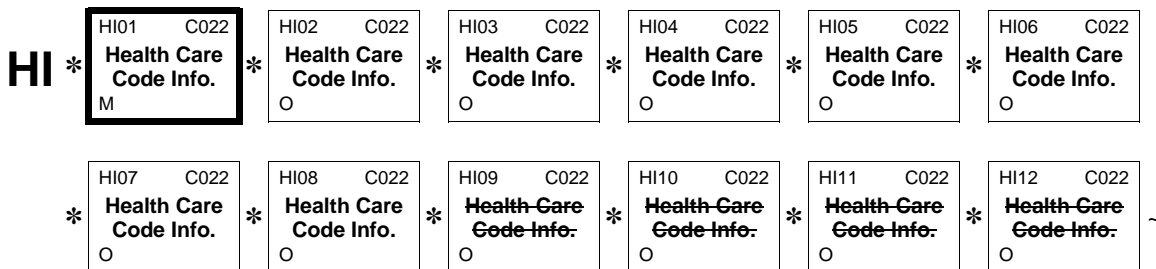 HI01 C022 HI02 C022 HI03 C022 HI04 C022 HI05 C022 HI06 C022
HI * Health Care * Health Care * Health Care * Health Care * Health Care * Health Care
Code Info. Code Info. Code Info. Code Info. Code Info. Code Info.
M O O O O O
HI07 C022 HI08 C022 HI09 C022 HI10 C022 HI11 C022 HI12 C022
* Health Care * Health Care * Health Care * Health Care * Health Care * Health Care ~
Code Info. Code Info. Code Info. Code Info. Code Info. Code Info.
O O O O O O